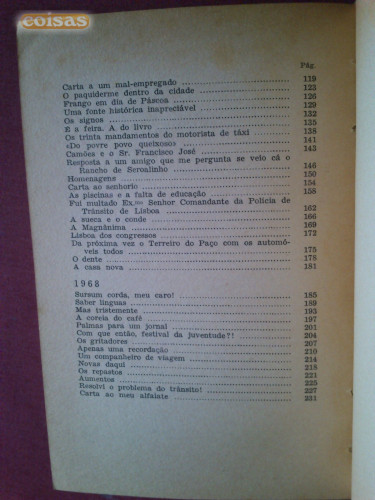 coisas
Pág.
Carta a um mal-empregado 119
O paquiderme dentro da cidade 123
Frango em dia de Páscoa 126
Uma fonte histórica inapreciável 129
Os signos 132
E a feira. A do livro 135
Os trinta mandamentos do motorista de táxi 138
«Do povre povo queixoso» 141
Camões e o Sr. Francisco José 143
Resposta a um amigo que me pergunta se velo cá o
Rancho de Seroalinho 146
Homenagens 150
Carta ao senhorio 154
As piscinas e a falta de educação 158
Fui multado Ex.mo Senhor Comandante da Polícia de
Trânsito de Lisboa 162
A sueca e o conde 166
A Magnânima 169
Lisboa dos congressos 172
Da próxima vez o Terreiro do Paço com os automó-
veis todos 175
O dente 178
A casa nova 181
1968
Sursum corda, meu caro! 185
Saber línguas 189
Mas tristemente 193
A coreia do café 197
Palmas para um jornal 201
Com que então, festival da juventude?! 204
Os gritadores 207
Apenas uma recordação 210
Um companheiro de viagem 214
Novas daqui 218
Os repastos 221
Aumentos 225
Resolvi o problema do trânsito! 227
Carta ao meu alfaiate 231